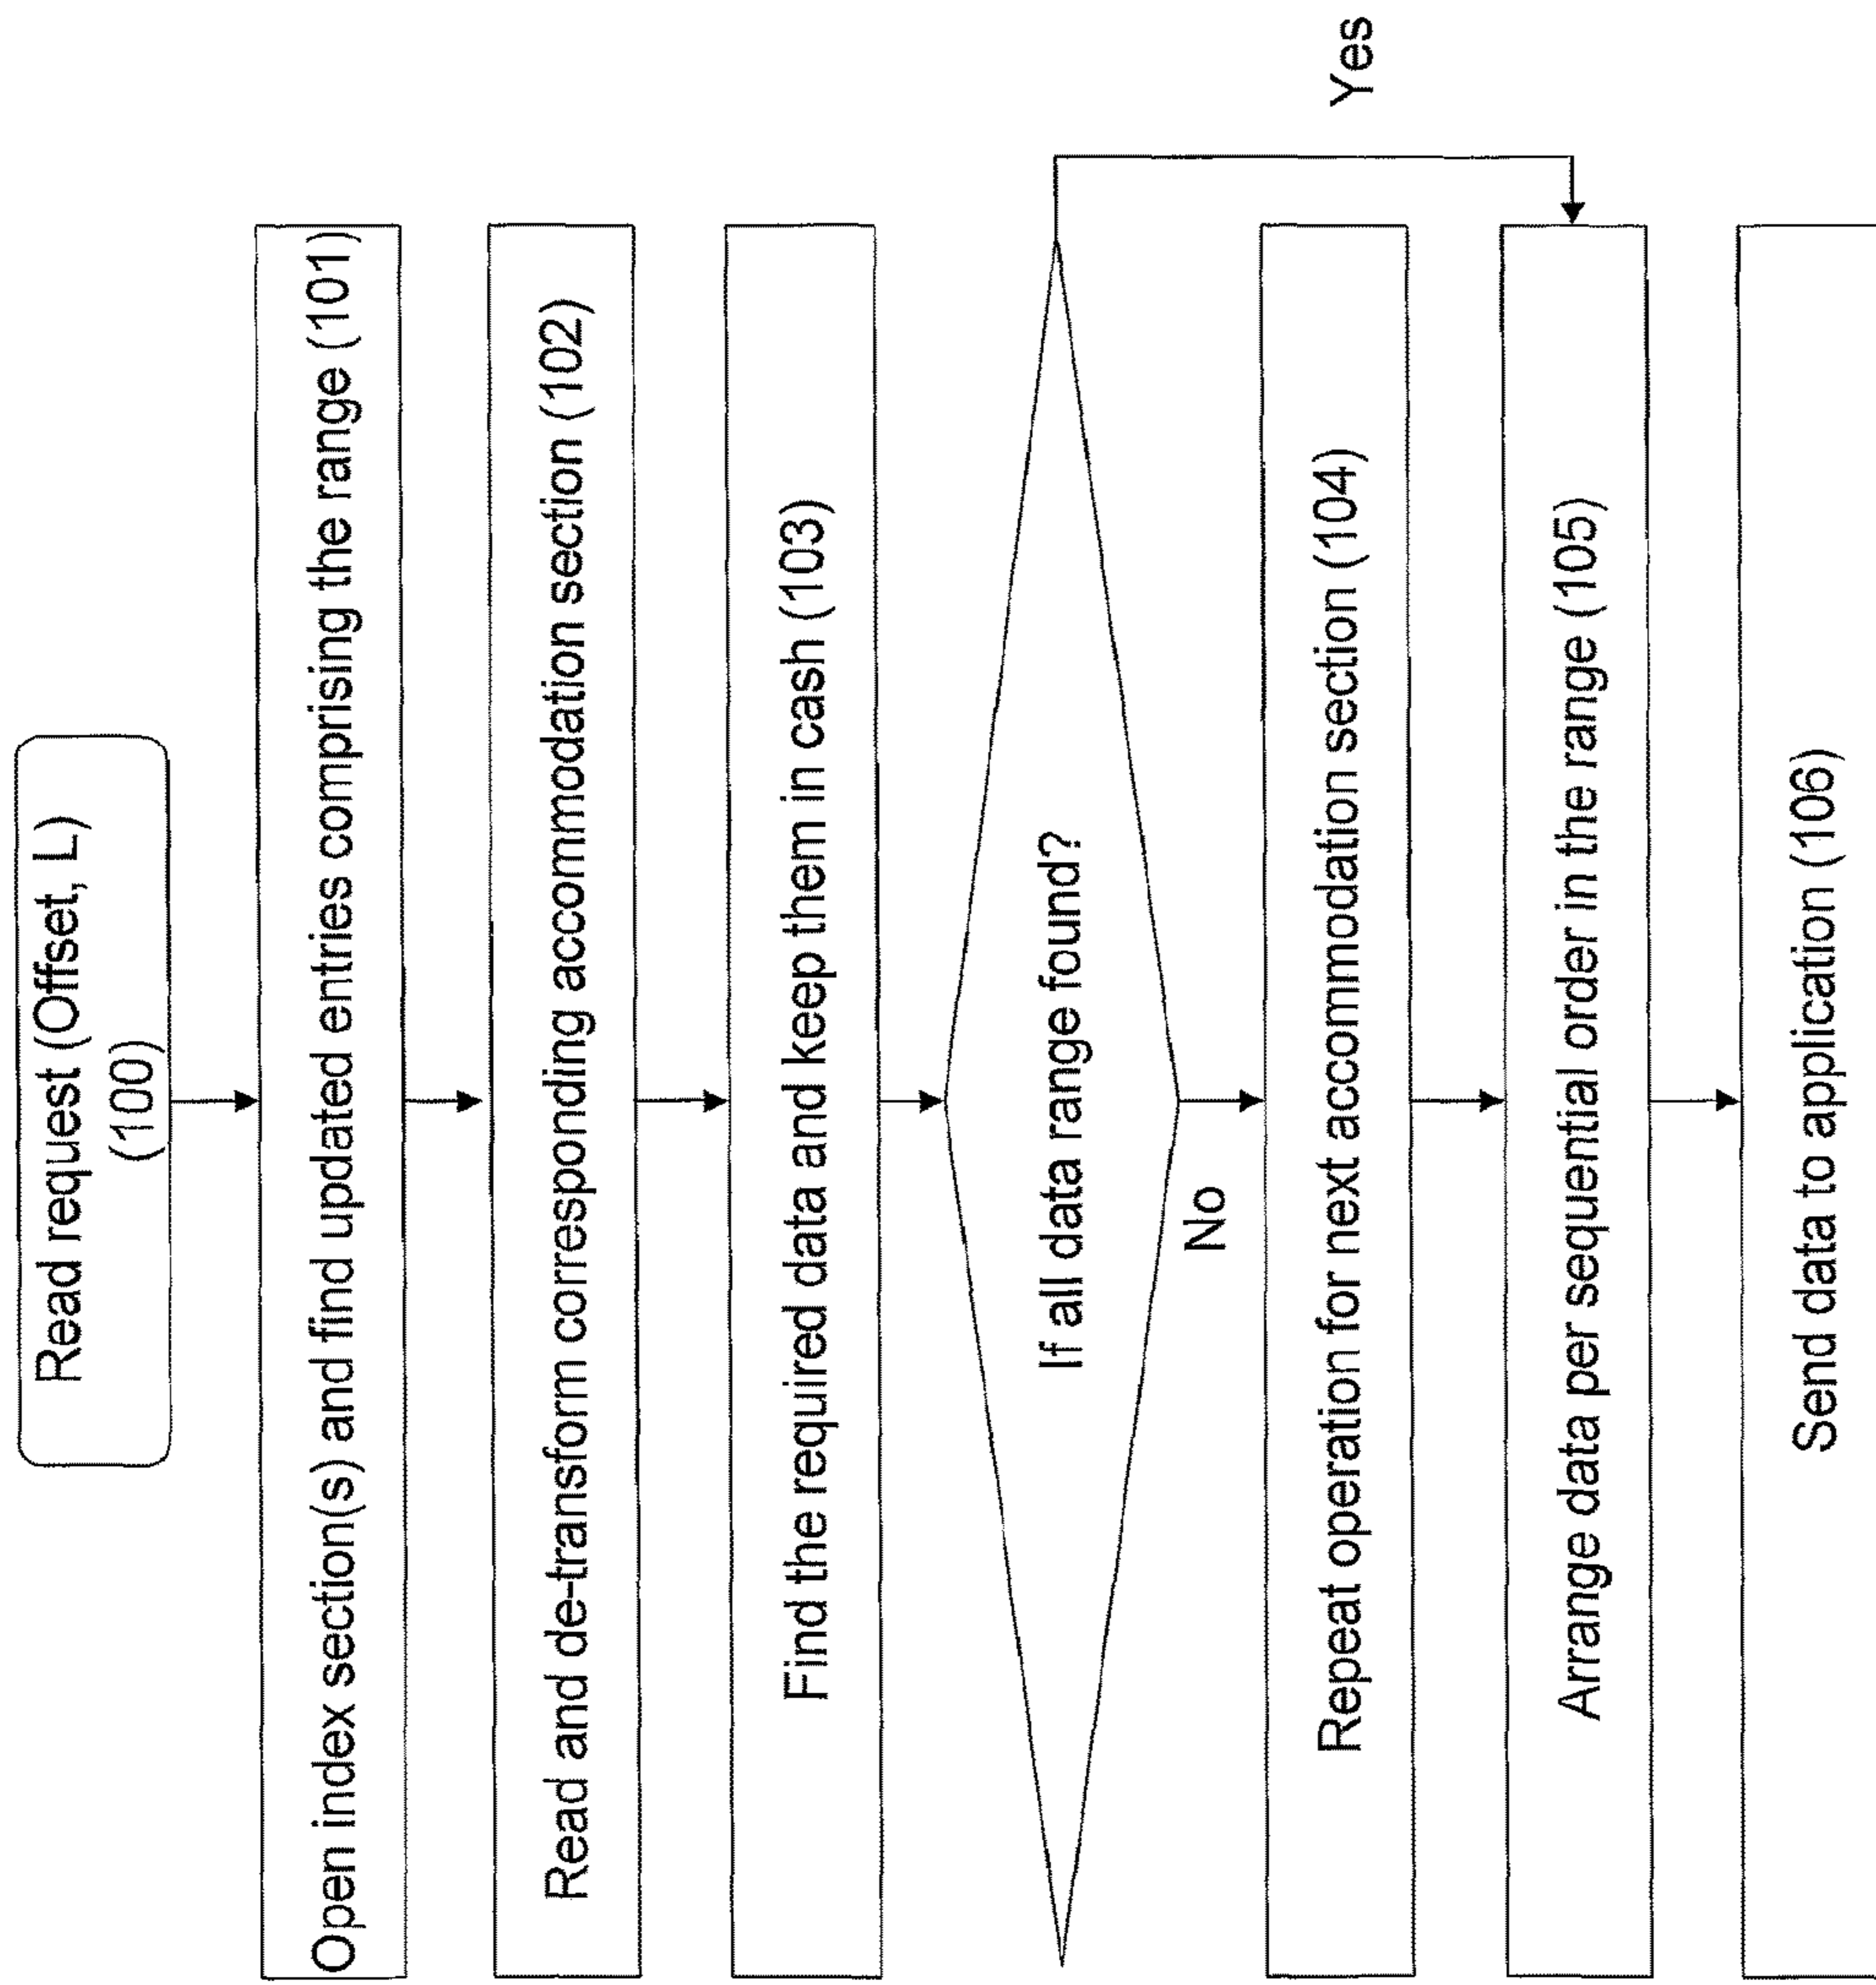 Read request (Offset, L)
(100)
Open index section(s) and find updated entries comprising the range (101)
Read and de-transform corresponding accommodation section (102)
Find the required data and keep them in cash (103)
If all data range found?
Yes
No
Repeat operation for next accommodation section (104)
Arrange data per sequential order in the range (105)
Send data to application (106)